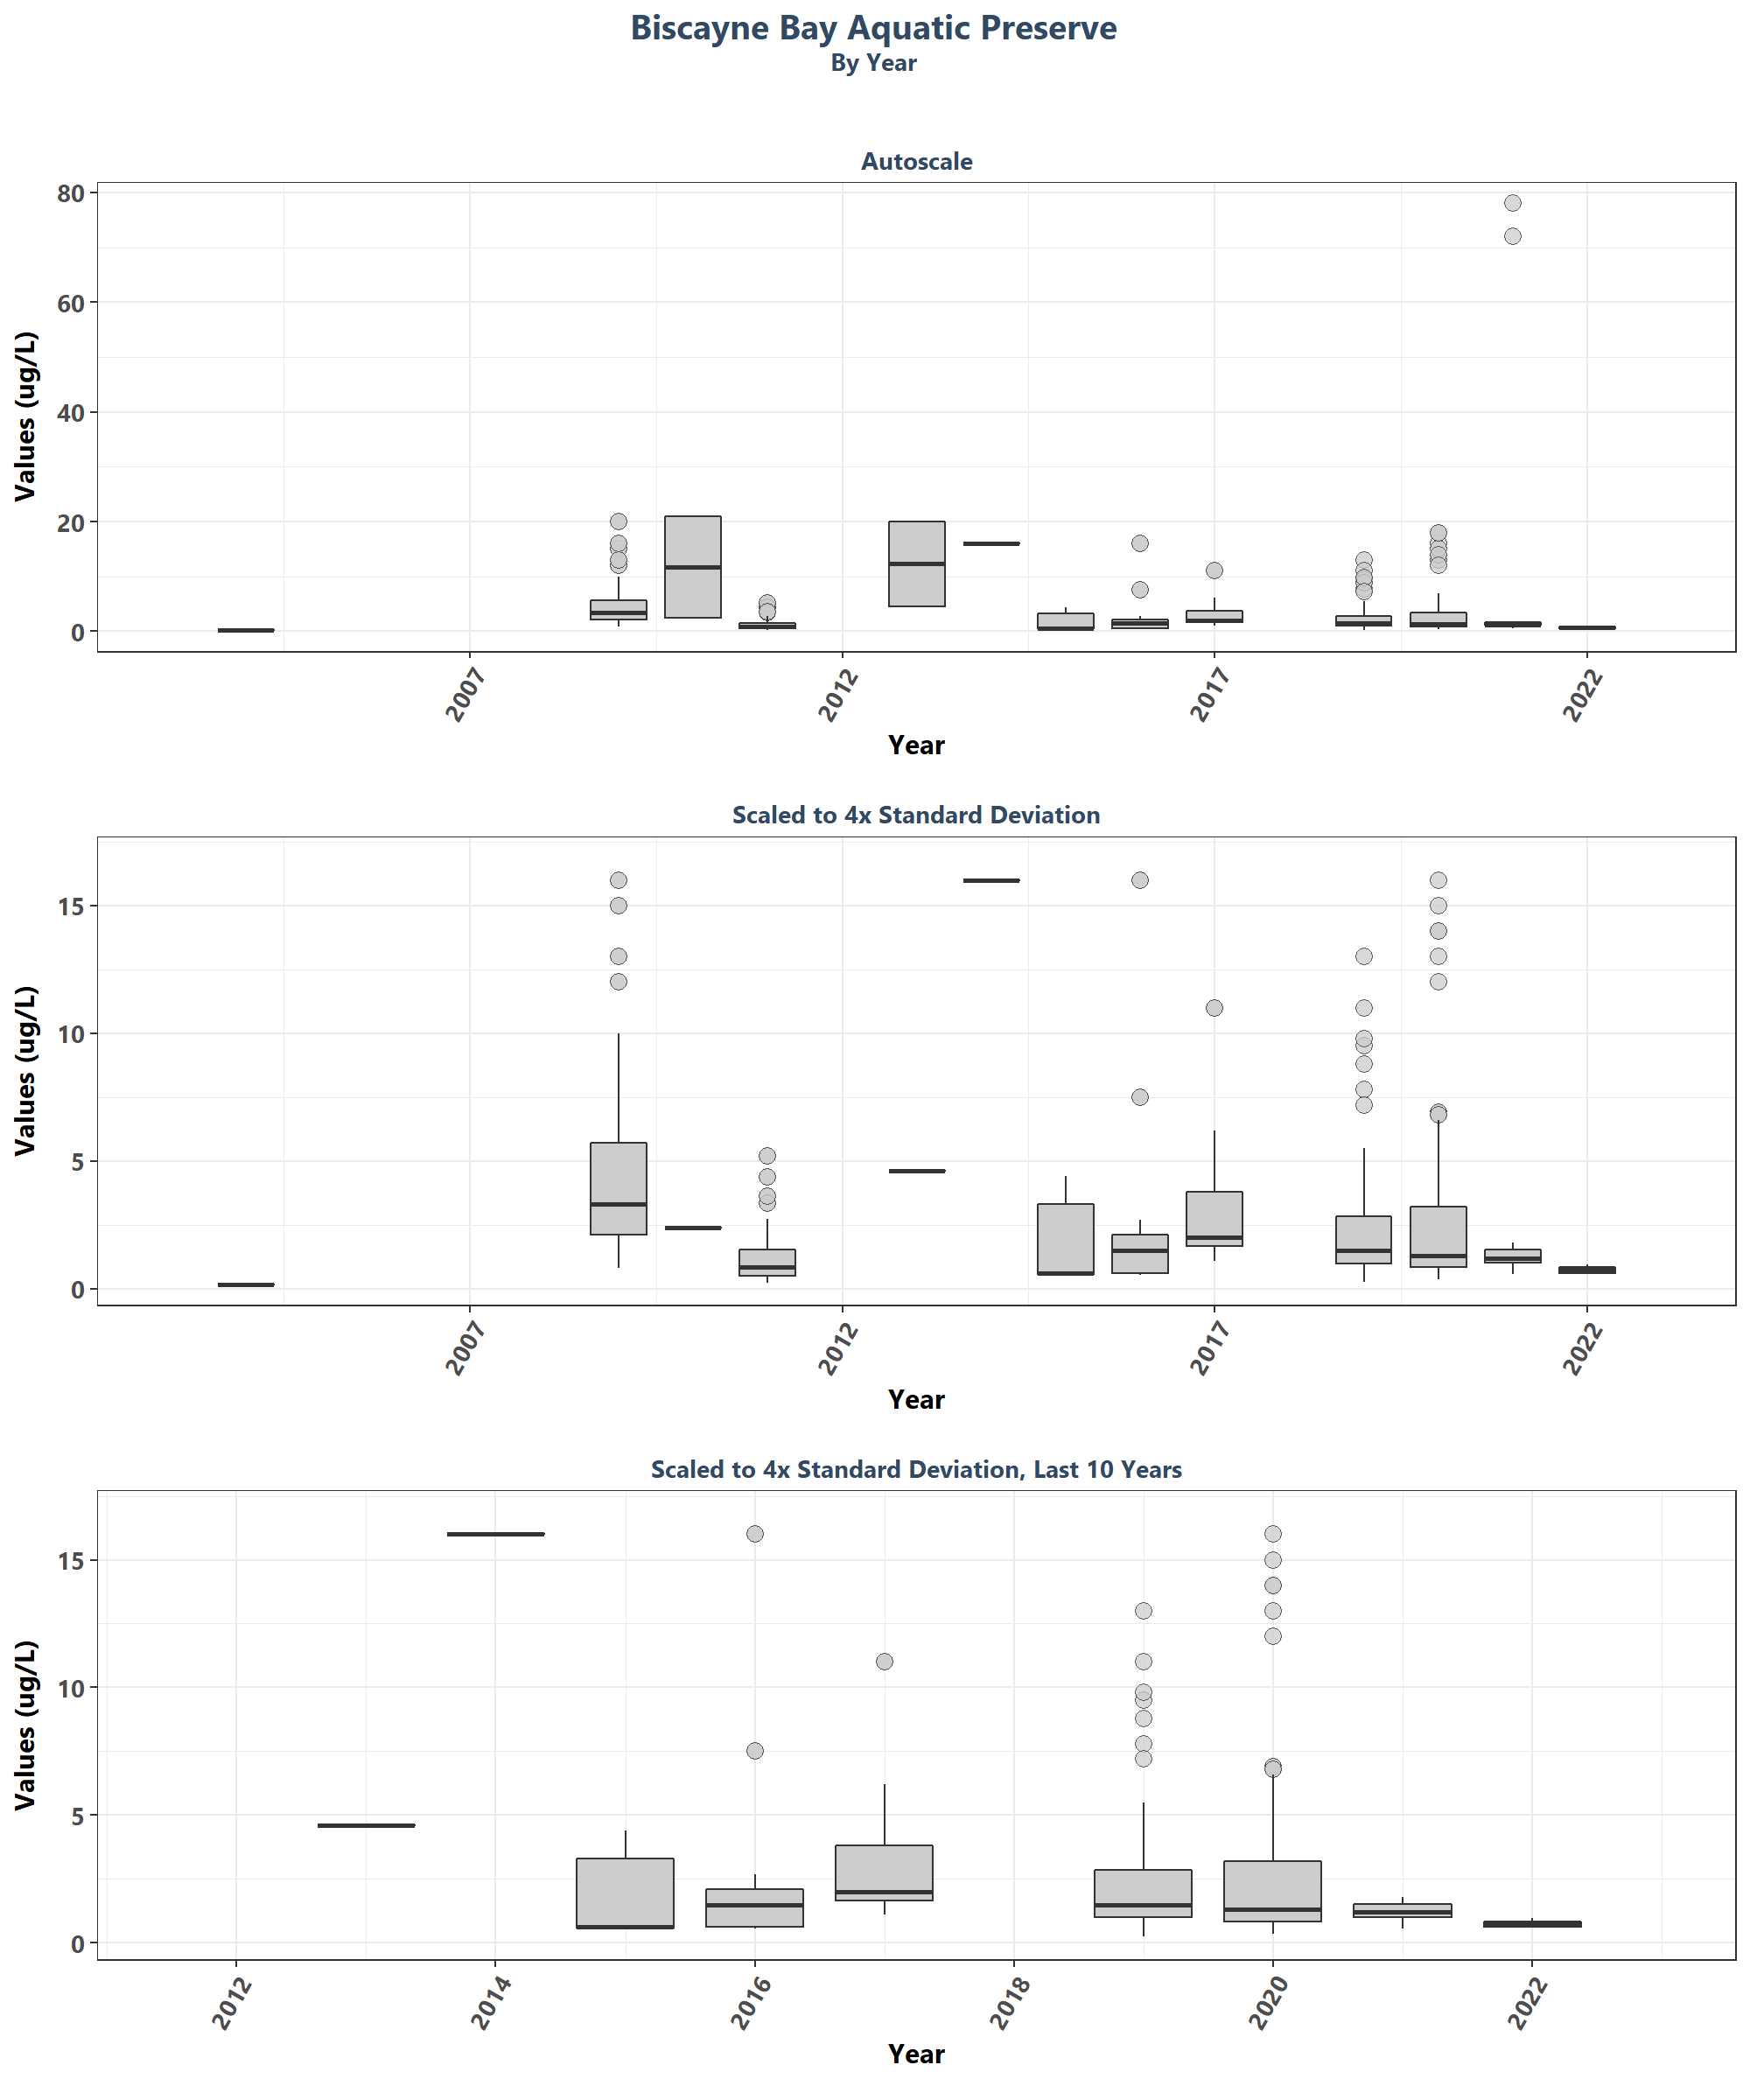 Biscayne Bay Aquatic Preserve
By Year
Autoscale
Values (ug/L)
80
60
40
20
0
2007
2012
2017
2022
Year
Scaled to 4x Standard Deviation
Values (ug/L)
15
10
5
0
2007
2012
2017
2022
Year
Scaled to 4x Standard Deviation, Last 10 Years
Values (ug/L)
15
10
5
0
2012
2014
2016
2018
2020
2022
Year